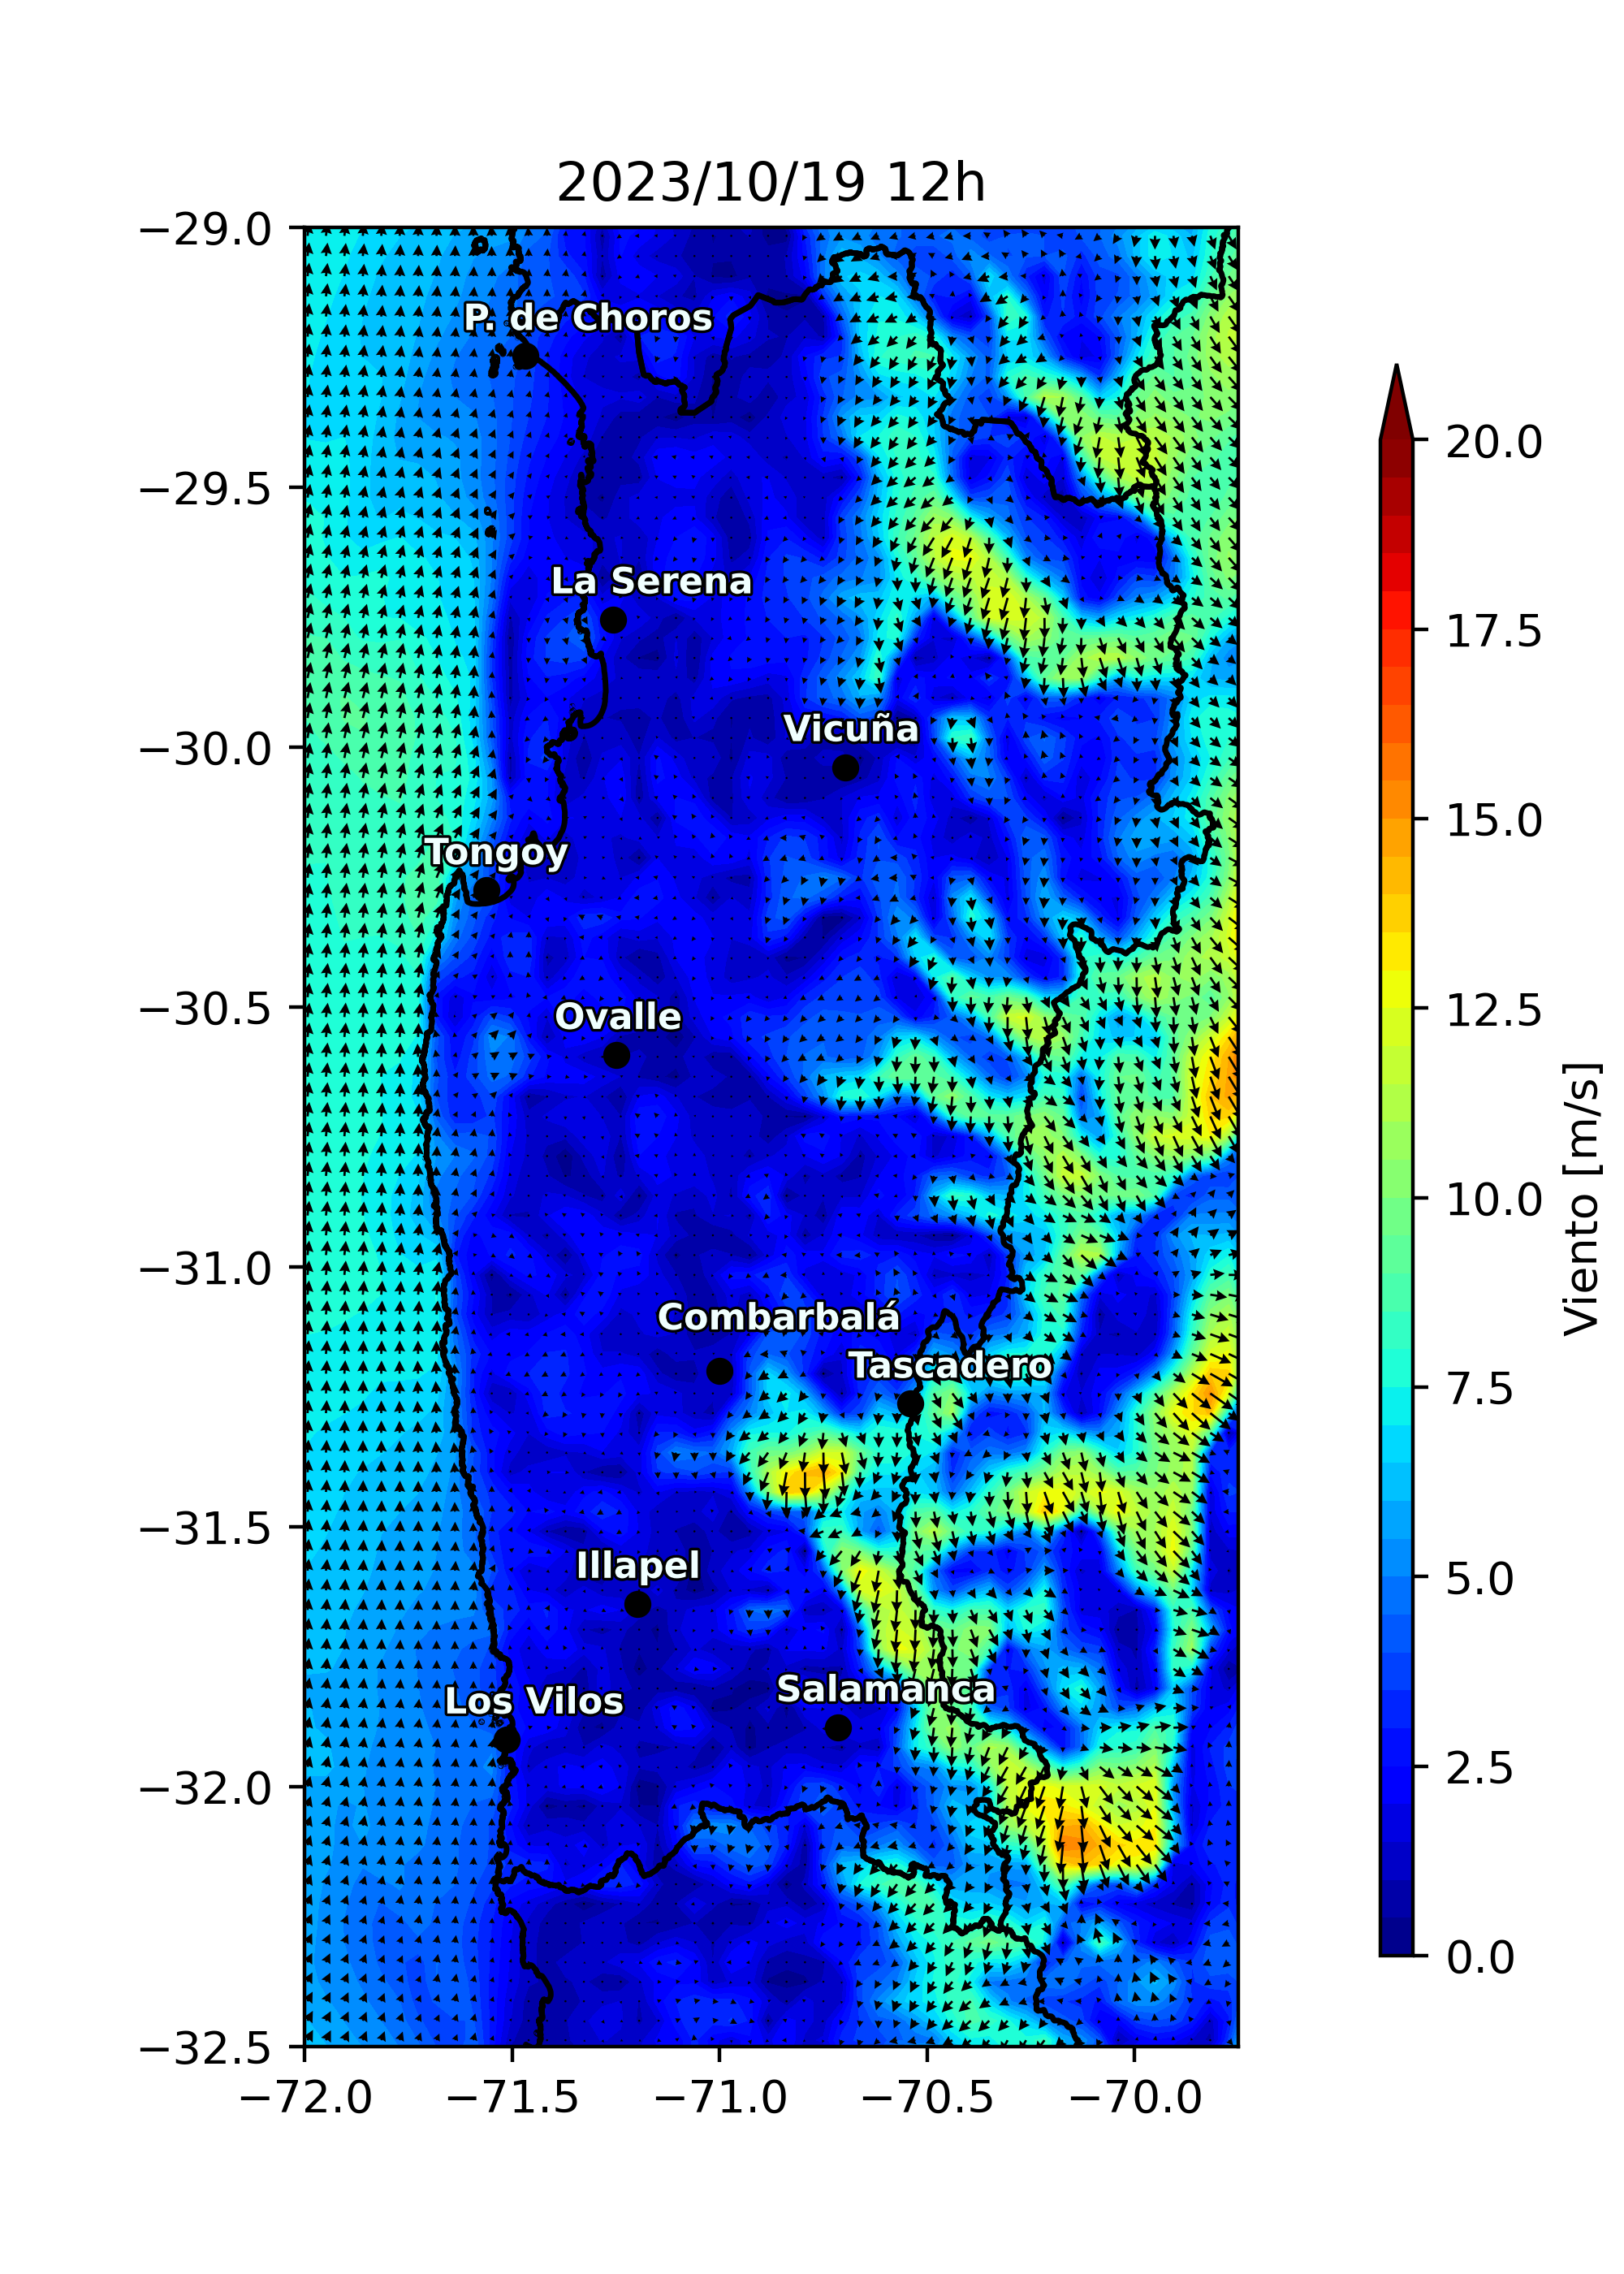 2023/10/19 12h
−29.0
−29.5
−30.0
−30.5
−31.0
−31.5
−32.0
−32.5
−72.0
−71.5
−71.0
−70.5
−70.0
P. de Choros
La Serena
Vicuña
Tongoy
Ovalle
Combarbalá
Tascadero
Illapel
Salamanca
Los Vilos
20.0
17.5
15.0
12.5
10.0
7.5
5.0
2.5
0.0
Viento [m/s]